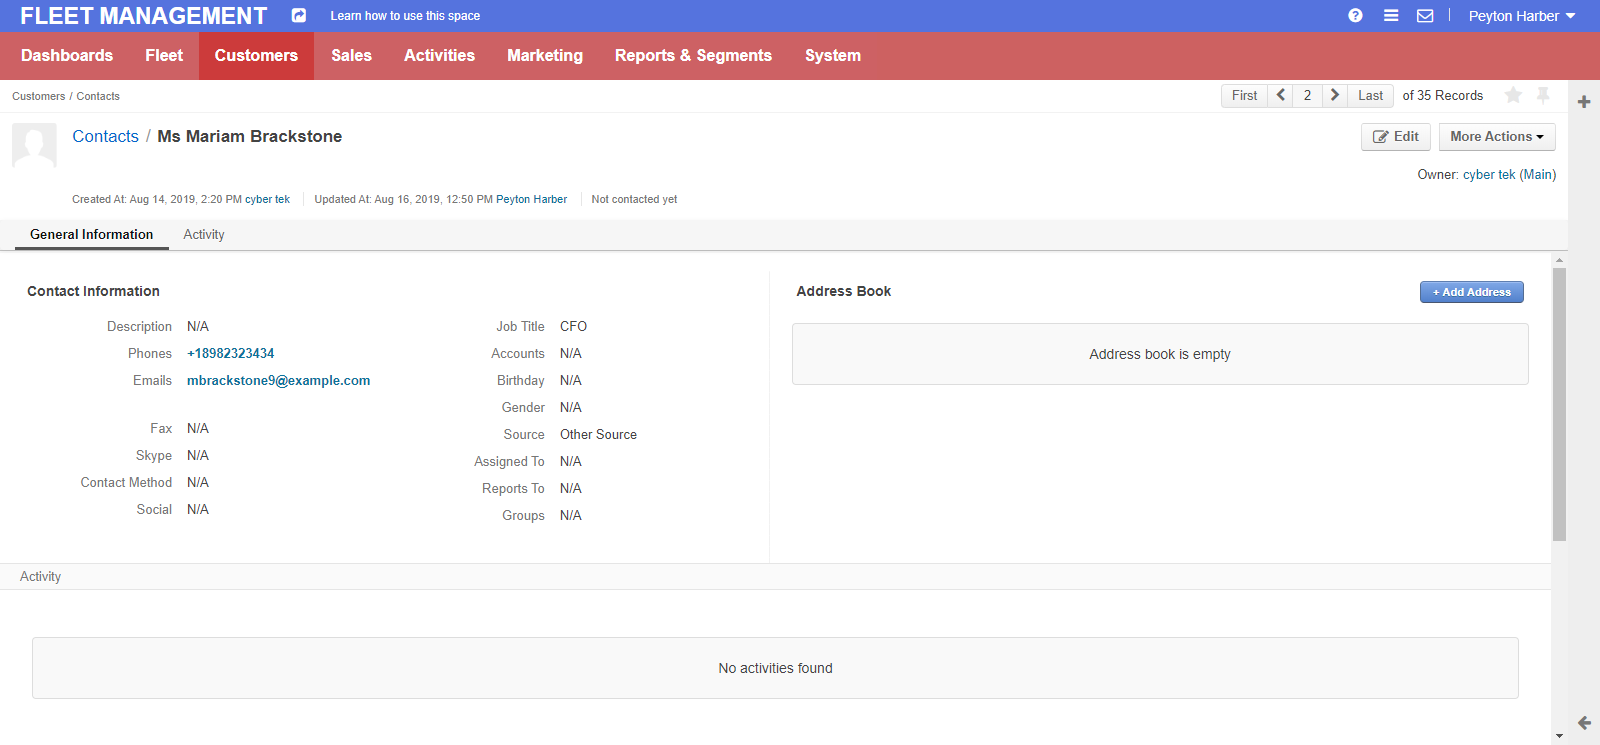 FLEET MANAGEMENT Learn how to use this space Peyton Harber
Dashboards Fleet Customers Sales Activities Marketing Reports & Segments System
Customers / Contacts First 2 Last of 35 Records
Contacts / Ms Mariam Brackstone Edit More Actions
Owner: cyber tek (Main)
Created At: Aug 14, 2019, 2:20 PM cyber tek Updated At: Aug 16, 2019, 12:50 PM Peyton Harber Not contacted yet
General Information Activity
Contact Information
Description N/A
Phones +18982323434
Emails mbrackstone9@example.com
Fax N/A
Skype N/A
Contact Method N/A
Social N/A
Job Title CFO
Accounts N/A
Birthday N/A
Gender N/A
Source Other Source
Assigned To N/A
Reports To N/A
Groups N/A
Address Book + Add Address
Address book is empty
Activity
No activities found